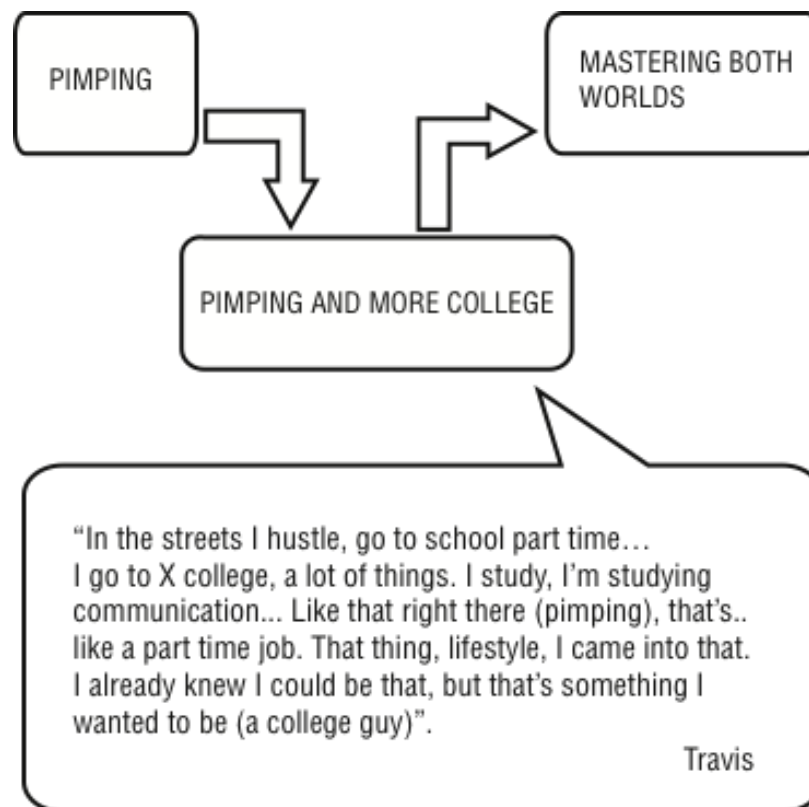 PIMPING
MASTERING BOTH
WORLDS
PIMPING AND MORE COLLEGE
“In the streets I hustle, go to school part time…
I go to X college, a lot of things. I study, I’m studying
communication... Like that right there (pimping), that’s..
like a part time job. That thing, lifestyle, I came into that.
I already knew I could be that, but that’s something I
wanted to be (a college guy)”.
Travis